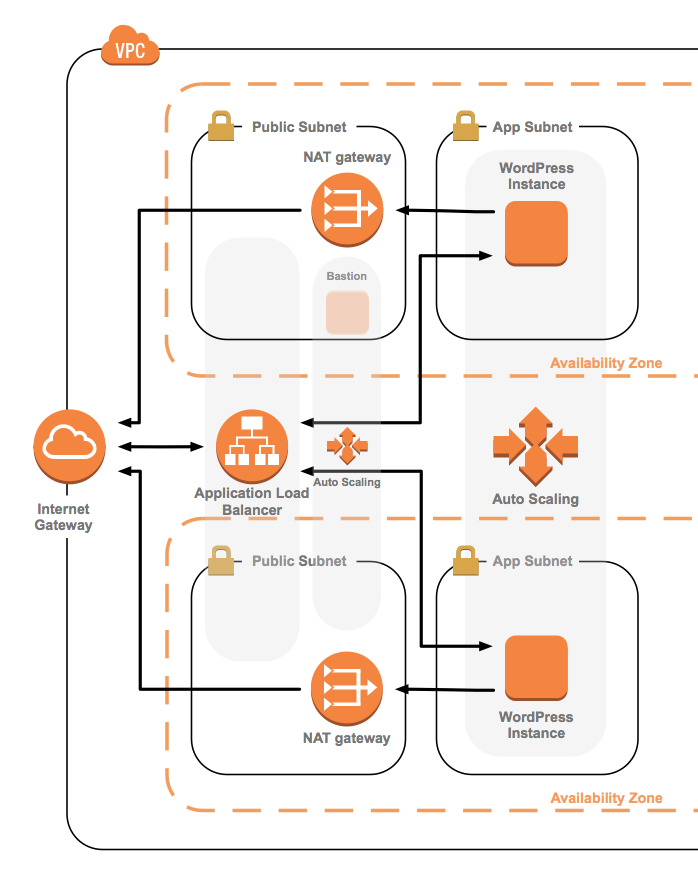 VPC
Public Subnet
App Subnet
NAT gateway
WordPress
Instance
Bastion
Availability Zone
Internet
Gateway
Application Load
Balancer
Auto Scaling
Auto Scaling
Public Subnet
App Subnet
NAT gateway
WordPress
Instance
Availability Zone